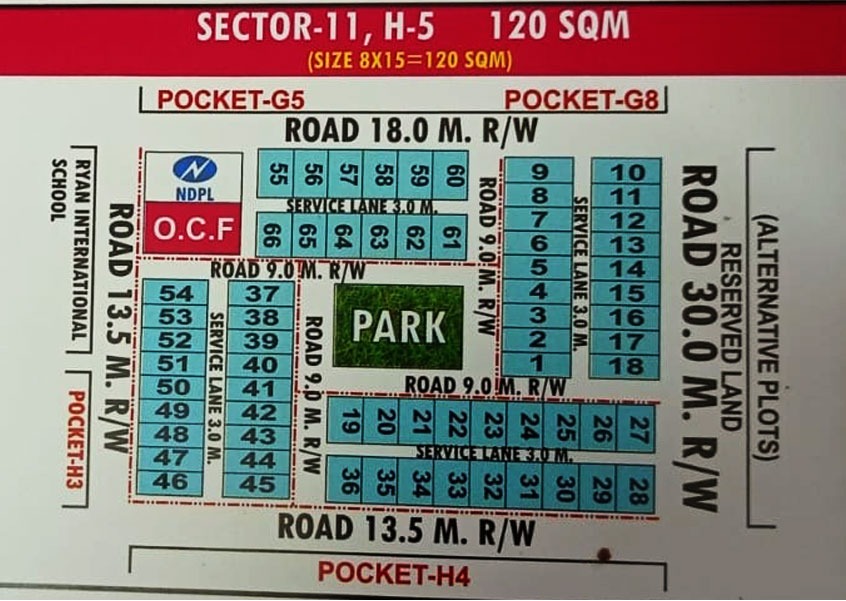 SECTOR-11, H-5 120 SQM
(SIZE 8X15=120 SQM)
POCKET-G5 POCKET-G8
ROAD 18.0 M. R/W
RYAN INTERNATIONAL
SCHOOL
POCKET-H3
ROAD 13.5 M. R/W
NDPL
O.C.F
55 56 57 58 59 60
SERVICE LANE 3.0 M.
66 65 64 63 62 61
ROAD 9.0 M. R/W
ROAD 9.0 M. R/W
9
8
7
6
5
4
3
2
1
SERVICE LANE 3.0 M.
10
11
12
13
14
15
16
17
18
ROAD 30.0 M. R/W
RESERVED LAND
(ALTERNATIVE PLOTS)
54
53
52
51
50
49
48
47
46
SERVICE LANE 3.0 M.
37
38
39
40
41
42
43
44
45
ROAD 9.0 M. R/W
PARK
ROAD 9.0 M. R/W
19 20 21 22 23 24 25 26 27
SERVICE LANE 3.0 M.
36 35 34 33 32 31 30 29 28
ROAD 13.5 M. R/W
POCKET-H4